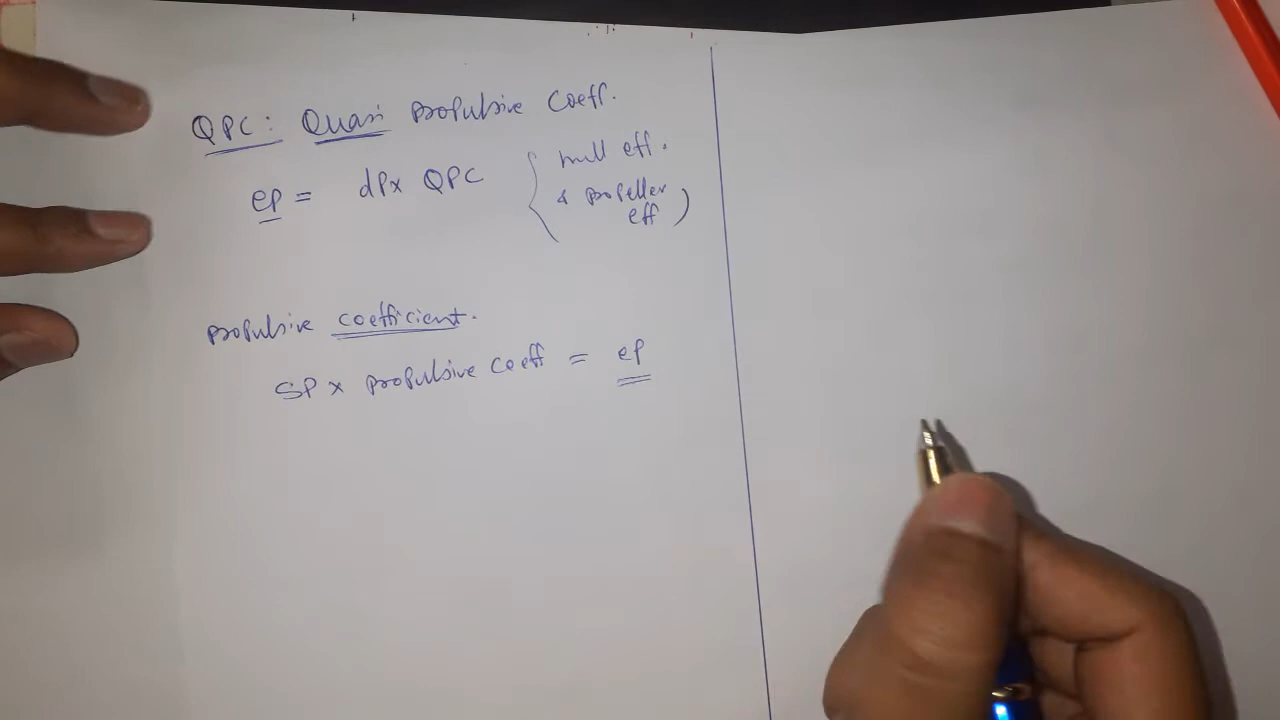 QPC: Quasi propulsive Coeff.
ep = dp x QPC ( hull eff.
& propeller
eff )
propulsive coefficient.
SP x propulsive coeff = ep